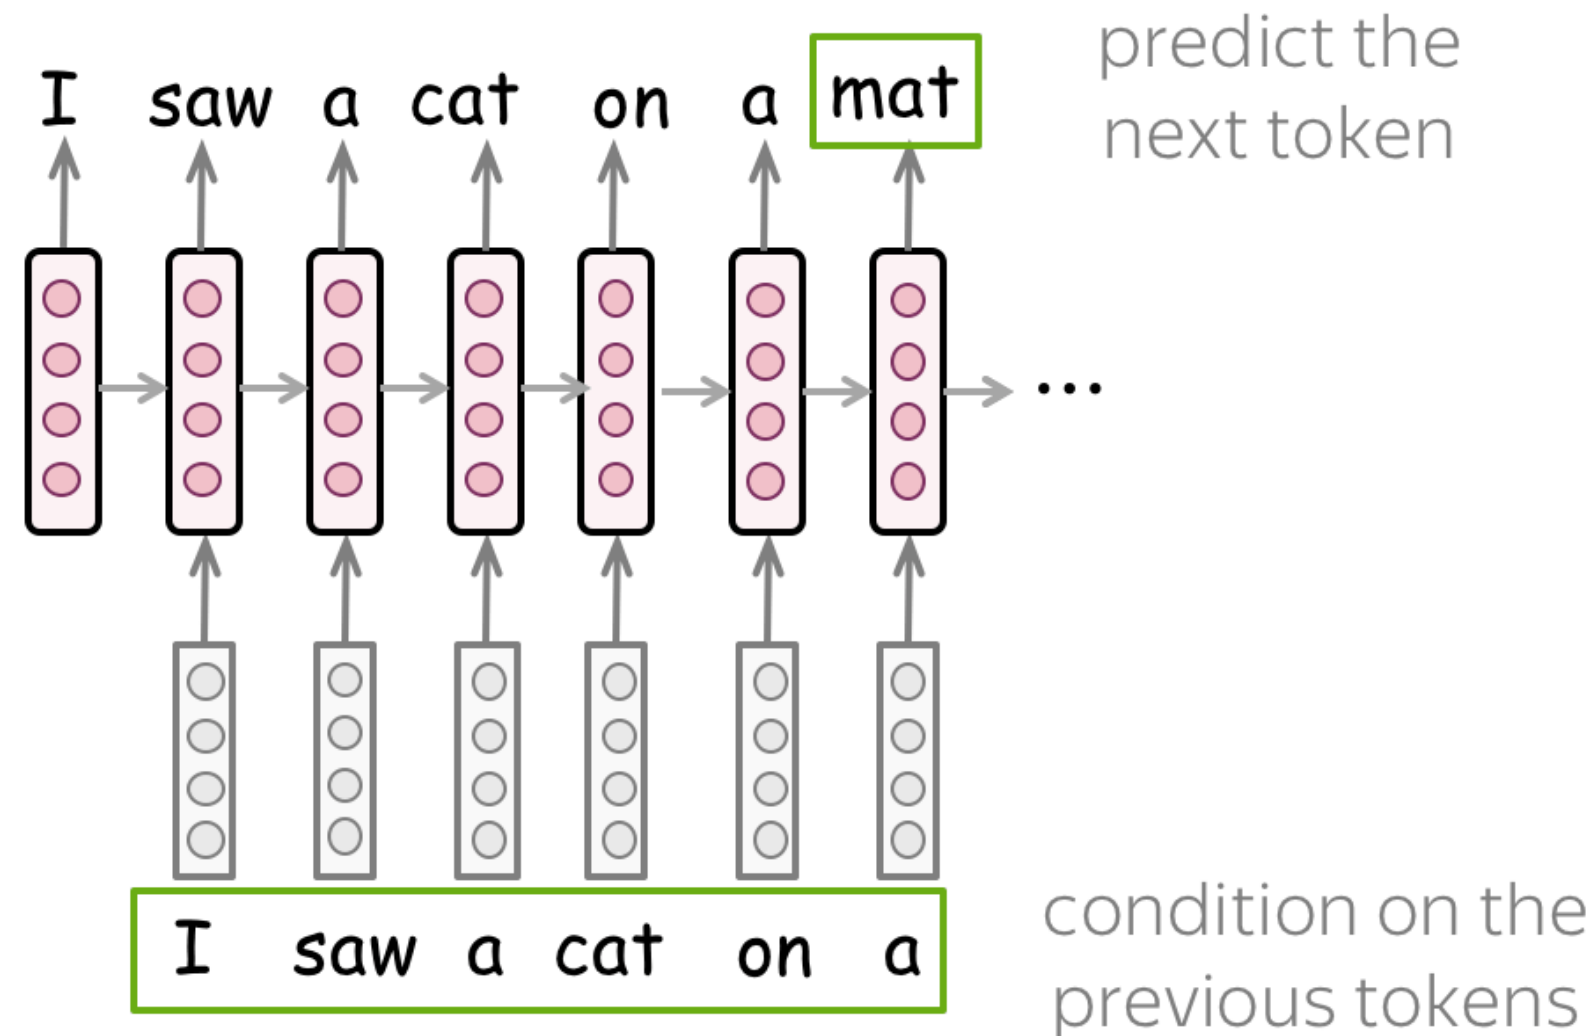 I saw a cat on a mat
predict the
next token
...
I saw a cat on a
condition on the
previous tokens